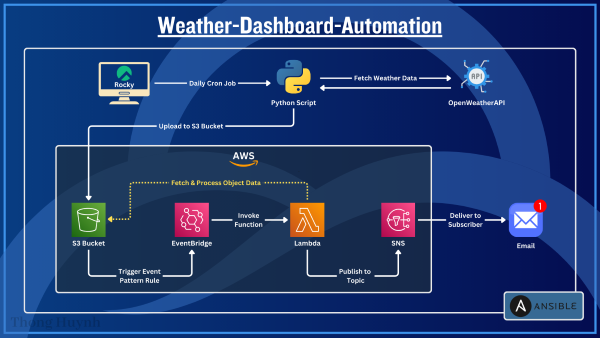 Weather-Dashboard-Automation
Rocky
Daily Cron Job
Python Script
Fetch Weather Data
API
OpenWeatherAPI
Upload to S3 Bucket
AWS
Fetch & Process Object Data
S3 Bucket
EventBridge
Invoke
Function
Lambda
SNS
Deliver to
Subscriber
1
Email
Trigger Event
Pattern Rule
Publish to
Topic
A
ANSIBLE
Thang Huynh